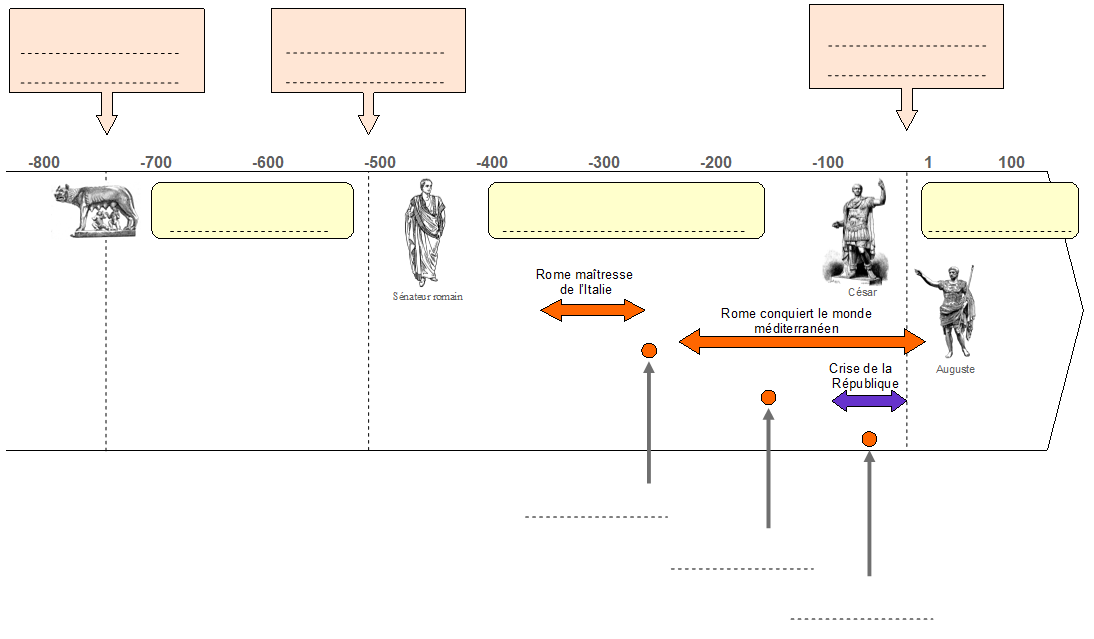 -800 -700 -600 -500 -400 -300 -200 -100 1 100
Sénateur romain
César
Rome maîtresse
de l'Italie
Rome conquiert le monde
méditerranéen
Auguste
Crise de la
République